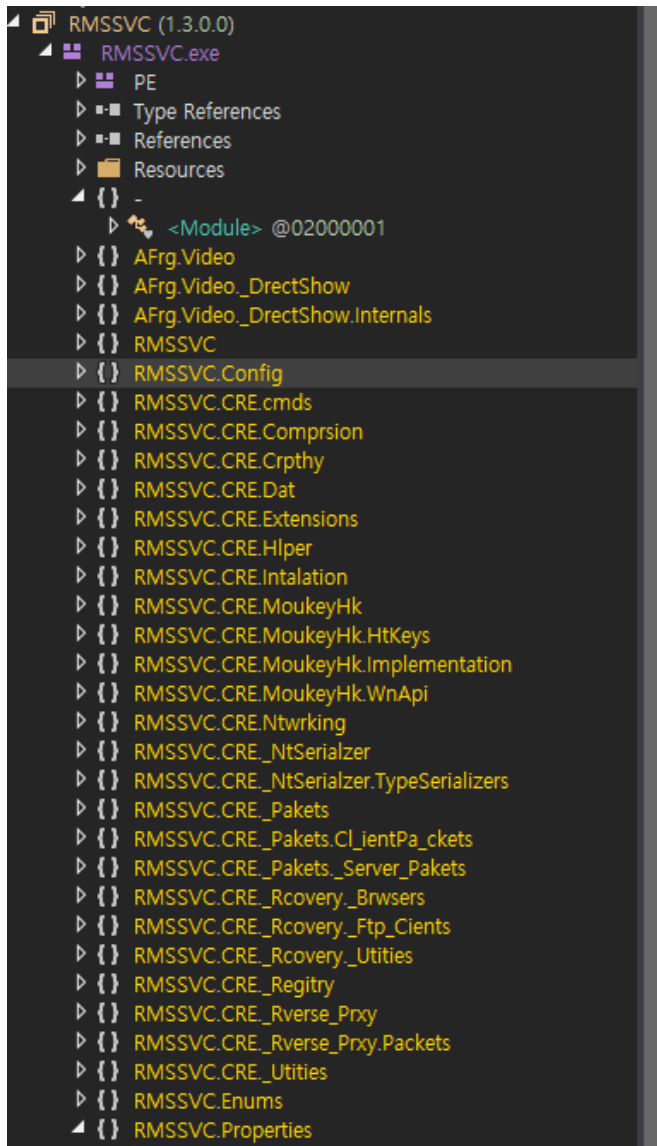 RMSSVC (1.3.0.0)
RMSSVC.exe
PE
Type References
References
Resources
{ } -
<Module> @02000001
{ } AFrg.Video
{ } AFrg.Video._DrectShow
{ } AFrg.Video._DrectShow.Internals
{ } RMSSVC
{ } RMSSVC.Config
{ } RMSSVC.CRE.cmds
{ } RMSSVC.CRE.Comprsion
{ } RMSSVC.CRE.Crpthy
{ } RMSSVC.CRE.Dat
{ } RMSSVC.CRE.Extensions
{ } RMSSVC.CRE.Hlper
{ } RMSSVC.CRE.Intalation
{ } RMSSVC.CRE.MoukeyHk
{ } RMSSVC.CRE.MoukeyHk.HtKeys
{ } RMSSVC.CRE.MoukeyHk.Implementation
{ } RMSSVC.CRE.MoukeyHk.WnApi
{ } RMSSVC.CRE.Ntwrking
{ } RMSSVC.CRE._NtSerialzer
{ } RMSSVC.CRE._NtSerialzer.TypeSerializers
{ } RMSSVC.CRE._Pakets
{ } RMSSVC.CRE._Pakets.Cl_ientPa_ckets
{ } RMSSVC.CRE._Pakets._Server_Pakets
{ } RMSSVC.CRE._Rcovery._Brwsers
{ } RMSSVC.CRE._Rcovery._Ftp_Cients
{ } RMSSVC.CRE._Rcovery._Utities
{ } RMSSVC.CRE._Regitry
{ } RMSSVC.CRE._Rverse_Prxy
{ } RMSSVC.CRE._Rverse_Prxy.Packets
{ } RMSSVC.CRE._Utities
{ } RMSSVC.Enums
{ } RMSSVC.Properties